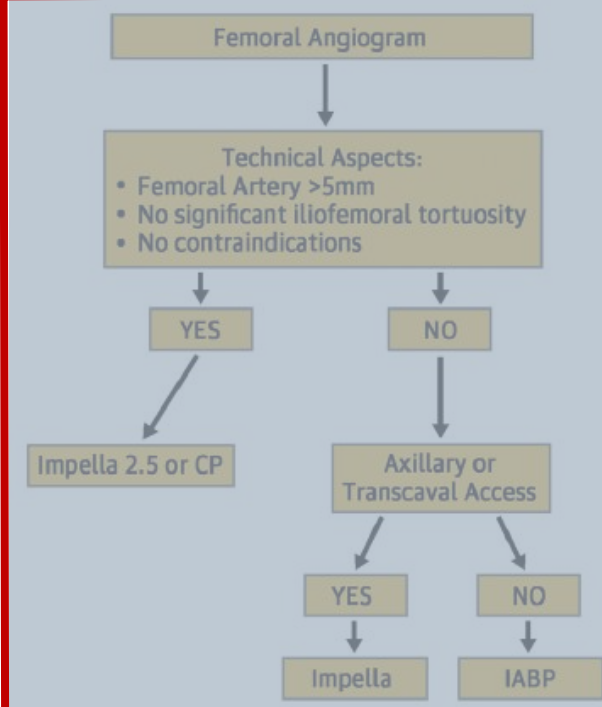 Femoral Angiogram
Technical Aspects:
• Femoral Artery >5mm
• No significant iliofemoral tortuosity
• No contraindications
YES
NO
Impella 2.5 or CP
Axillary or
Transcaval Access
YES
NO
Impella
IABP